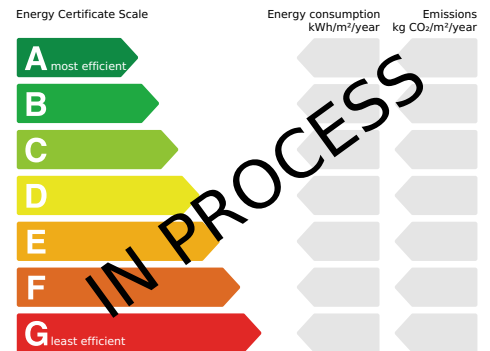 Energy Certificate Scale
Energy consumption
kWh/m²/year
Emissions
kg CO₂/m²/year
A most efficient
B
C
D
E
F
G least efficient
IN PROCESS